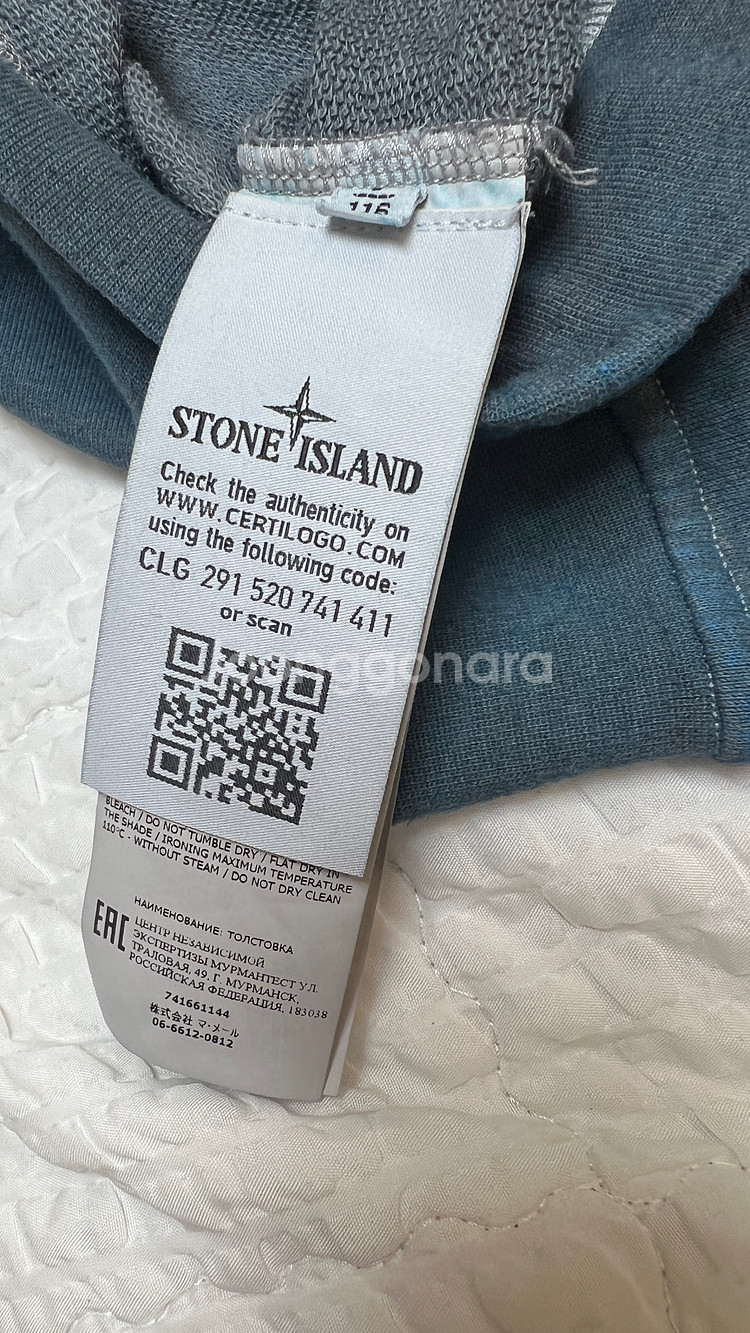 116
STONE ISLAND
Check the authenticity on
WWW.CERTILOGO.COM
using the following code:
CLG 291 520 741 411
or scan
BLEACH / DO NOT TUMBLE DRY / FLAT DRY IN
THE SHADE / IRONING MAXIMUM TEMPERATURE
110°C - WITHOUT STEAM / DO NOT DRY CLEAN
НАИМЕНОВАНИЕ: ТОЛСТОВКА
EAC
ЦЕНТР НЕЗАВИСИМОЙ
ЭКСПЕРТИЗЫ МУРМАНТЕСТ УЛ.
ТРАЛОВАЯ, 49, Г. МУРМАНСК,
РОССИЙСКАЯ ФЕДЕРАЦИЯ, 183038
741661144
株式会社 マ・メール
06-6612-0812